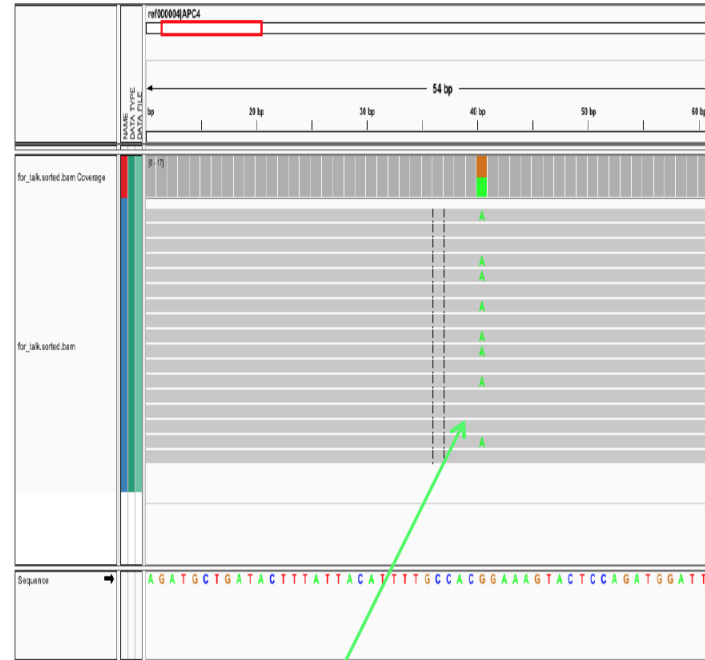 ref000004|APC4
NAME
DATA TYPE
DATA FILE
54 bp
bp 20 bp 30 bp 40 bp 50 bp 60 bp
for_talk.sorted.bam Coverage
[0 - 17]
A
A
A
A
A
A
A
for_talk.sorted.bam
A
Sequence
A G A T G C T G A T A C T T T A T T A C A T T T T G C C A C G G A A A G T A C T C C A G A T G G A T T